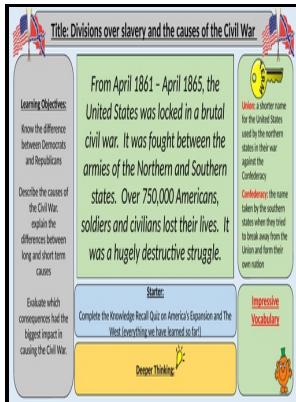 Title: Divisions over slavery and the causes of the Civil War
Learning Objectives:
Know the difference
between Democrats
and Republicans
Describe the causes
of the Civil War.
explain the
differences between
long and short term
causes
Evaluate which
consequences had the
biggest impact in
causing the Civil War.
From April 1861 – April 1865, the
United States was locked in a brutal
civil war. It was fought between the
armies of the Northern and Southern
states. Over 750,000 Americans,
soldiers and civilians lost their lives. It
was a hugely destructive struggle.
Starter:
Complete the Knowledge Recall Quiz on America's Expansion and The
West (everything we have learned so far!)
Deeper Thinking:
Union: a shorter name
for the United States
used by the northern
states in their war
against the
Confederacy
Confederacy: the name
taken by the southern
states when they tried
to break away from the
Union and form their
own nation
Impressive
Vocabulary